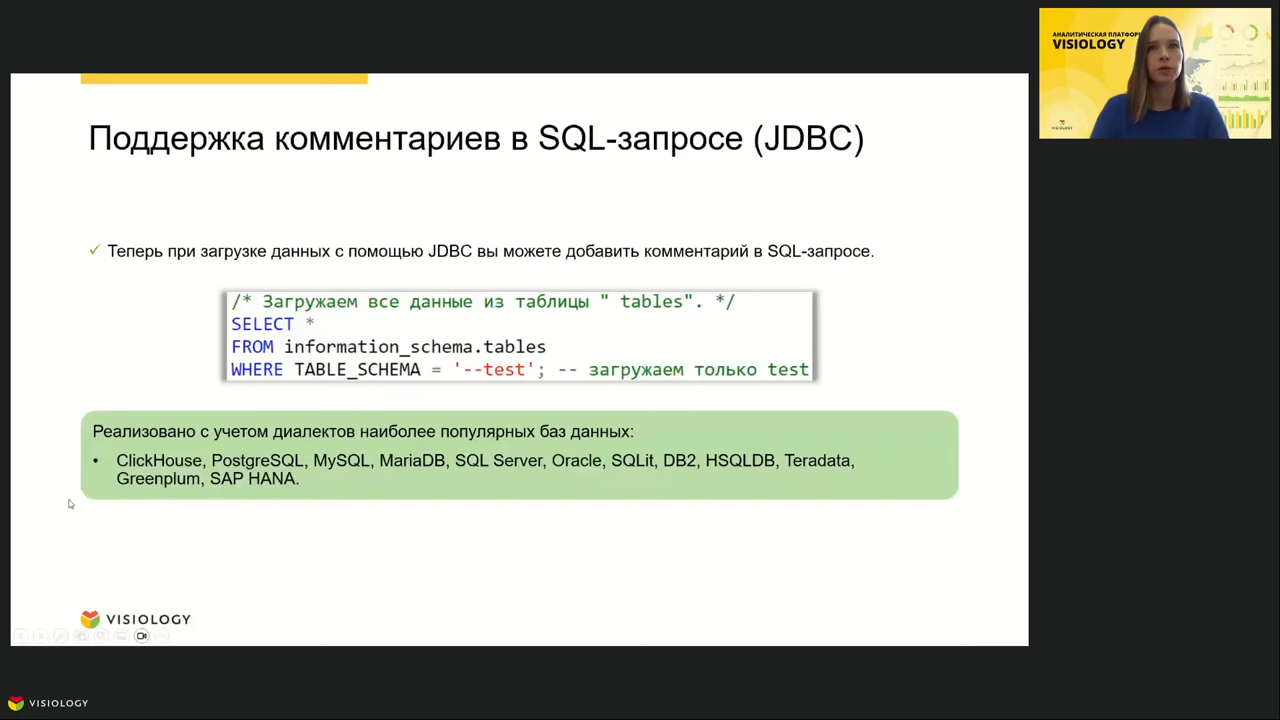 АНАЛИТИЧЕСКАЯ ПЛАТФОР
VISIOLOGY
VISIOLOGY
Поддержка комментариев в SQL-запросе (JDBC)
Теперь при загрузке данных с помощью JDBC вы можете добавить комментарий в SQL-запросе.
/* Загружаем все данные из таблицы " tables". */
SELECT *
FROM information_schema.tables
WHERE TABLE_SCHEMA = '--test'; -- загружаем только test
Реализовано с учетом диалектов наиболее популярных баз данных:
• ClickHouse, PostgreSQL, MySQL, MariaDB, SQL Server, Oracle, SQLit, DB2, HSQLDB, Teradata,
Greenplum, SAP HANA.
VISIOLOGY
VISIOLOGY